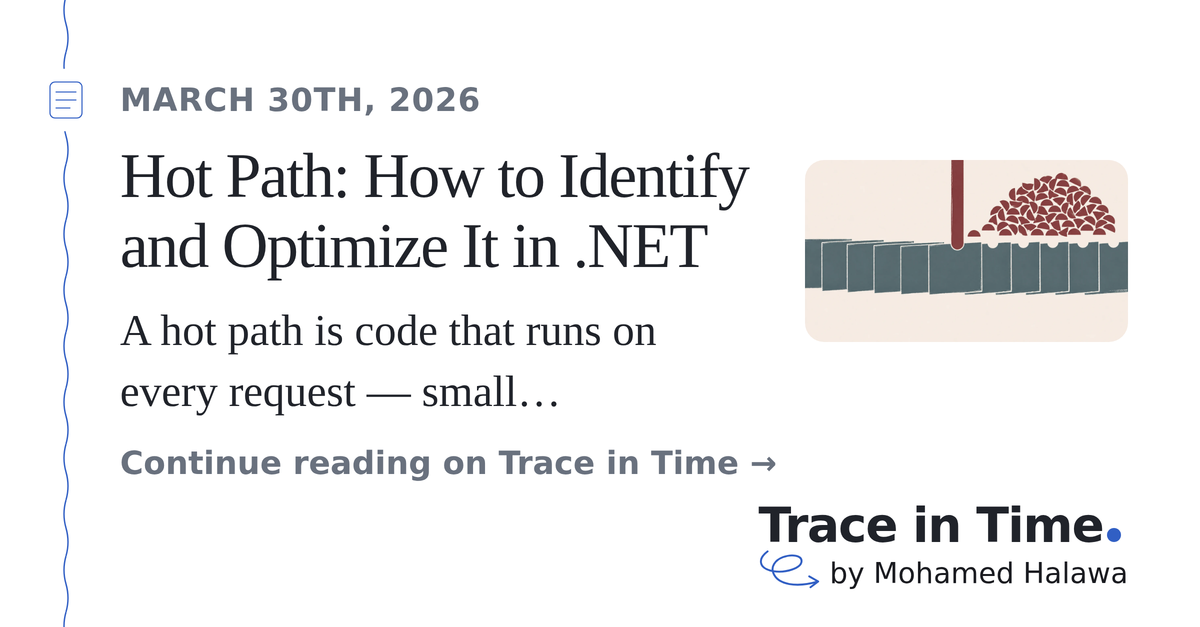 MARCH 30TH, 2026
Hot Path: How to Identify
and Optimize It in .NET
A hot path is code that runs on
every request — small…
Continue reading on Trace in Time →
Trace in Time.
by Mohamed Halawa